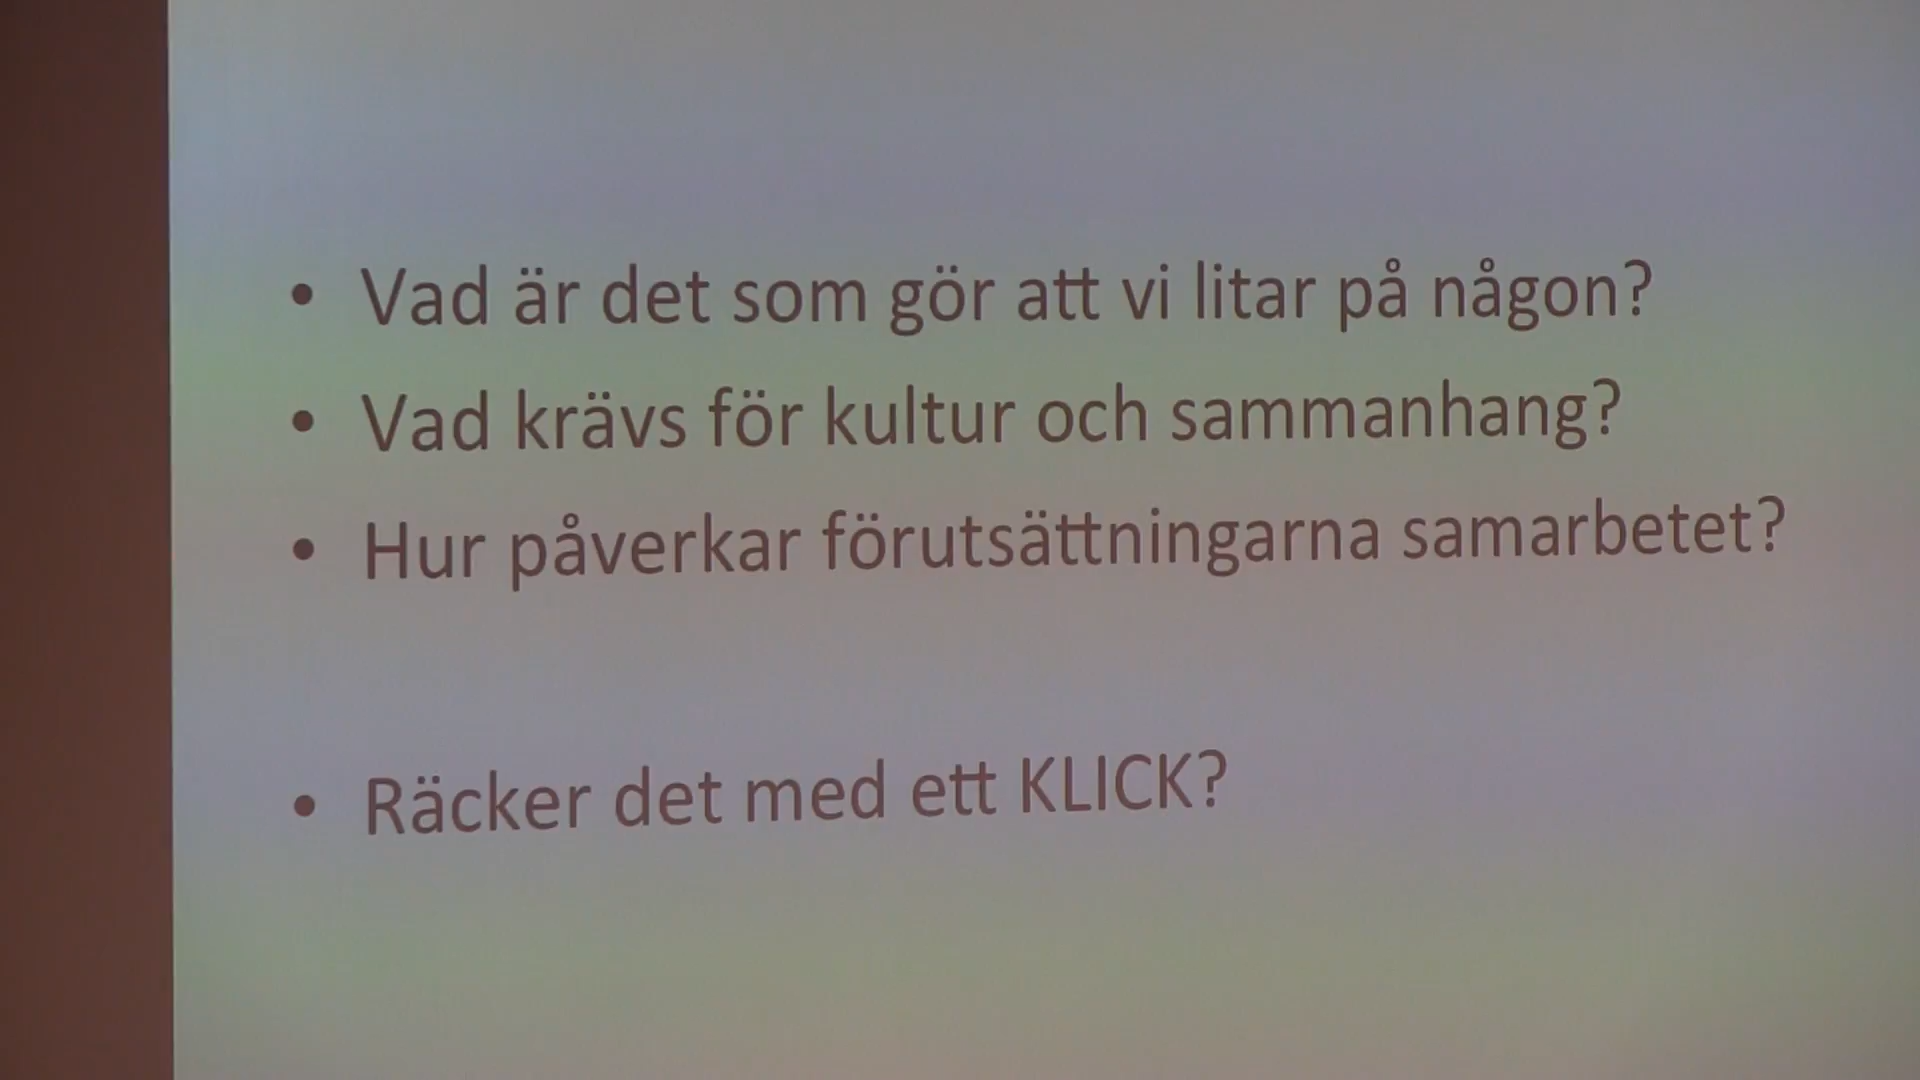 • Vad är det som gör att vi litar på någon?
• Vad krävs för kultur och sammanhang?
• Hur påverkar förutsättningarna samarbetet?
• Räcker det med ett KLICK?